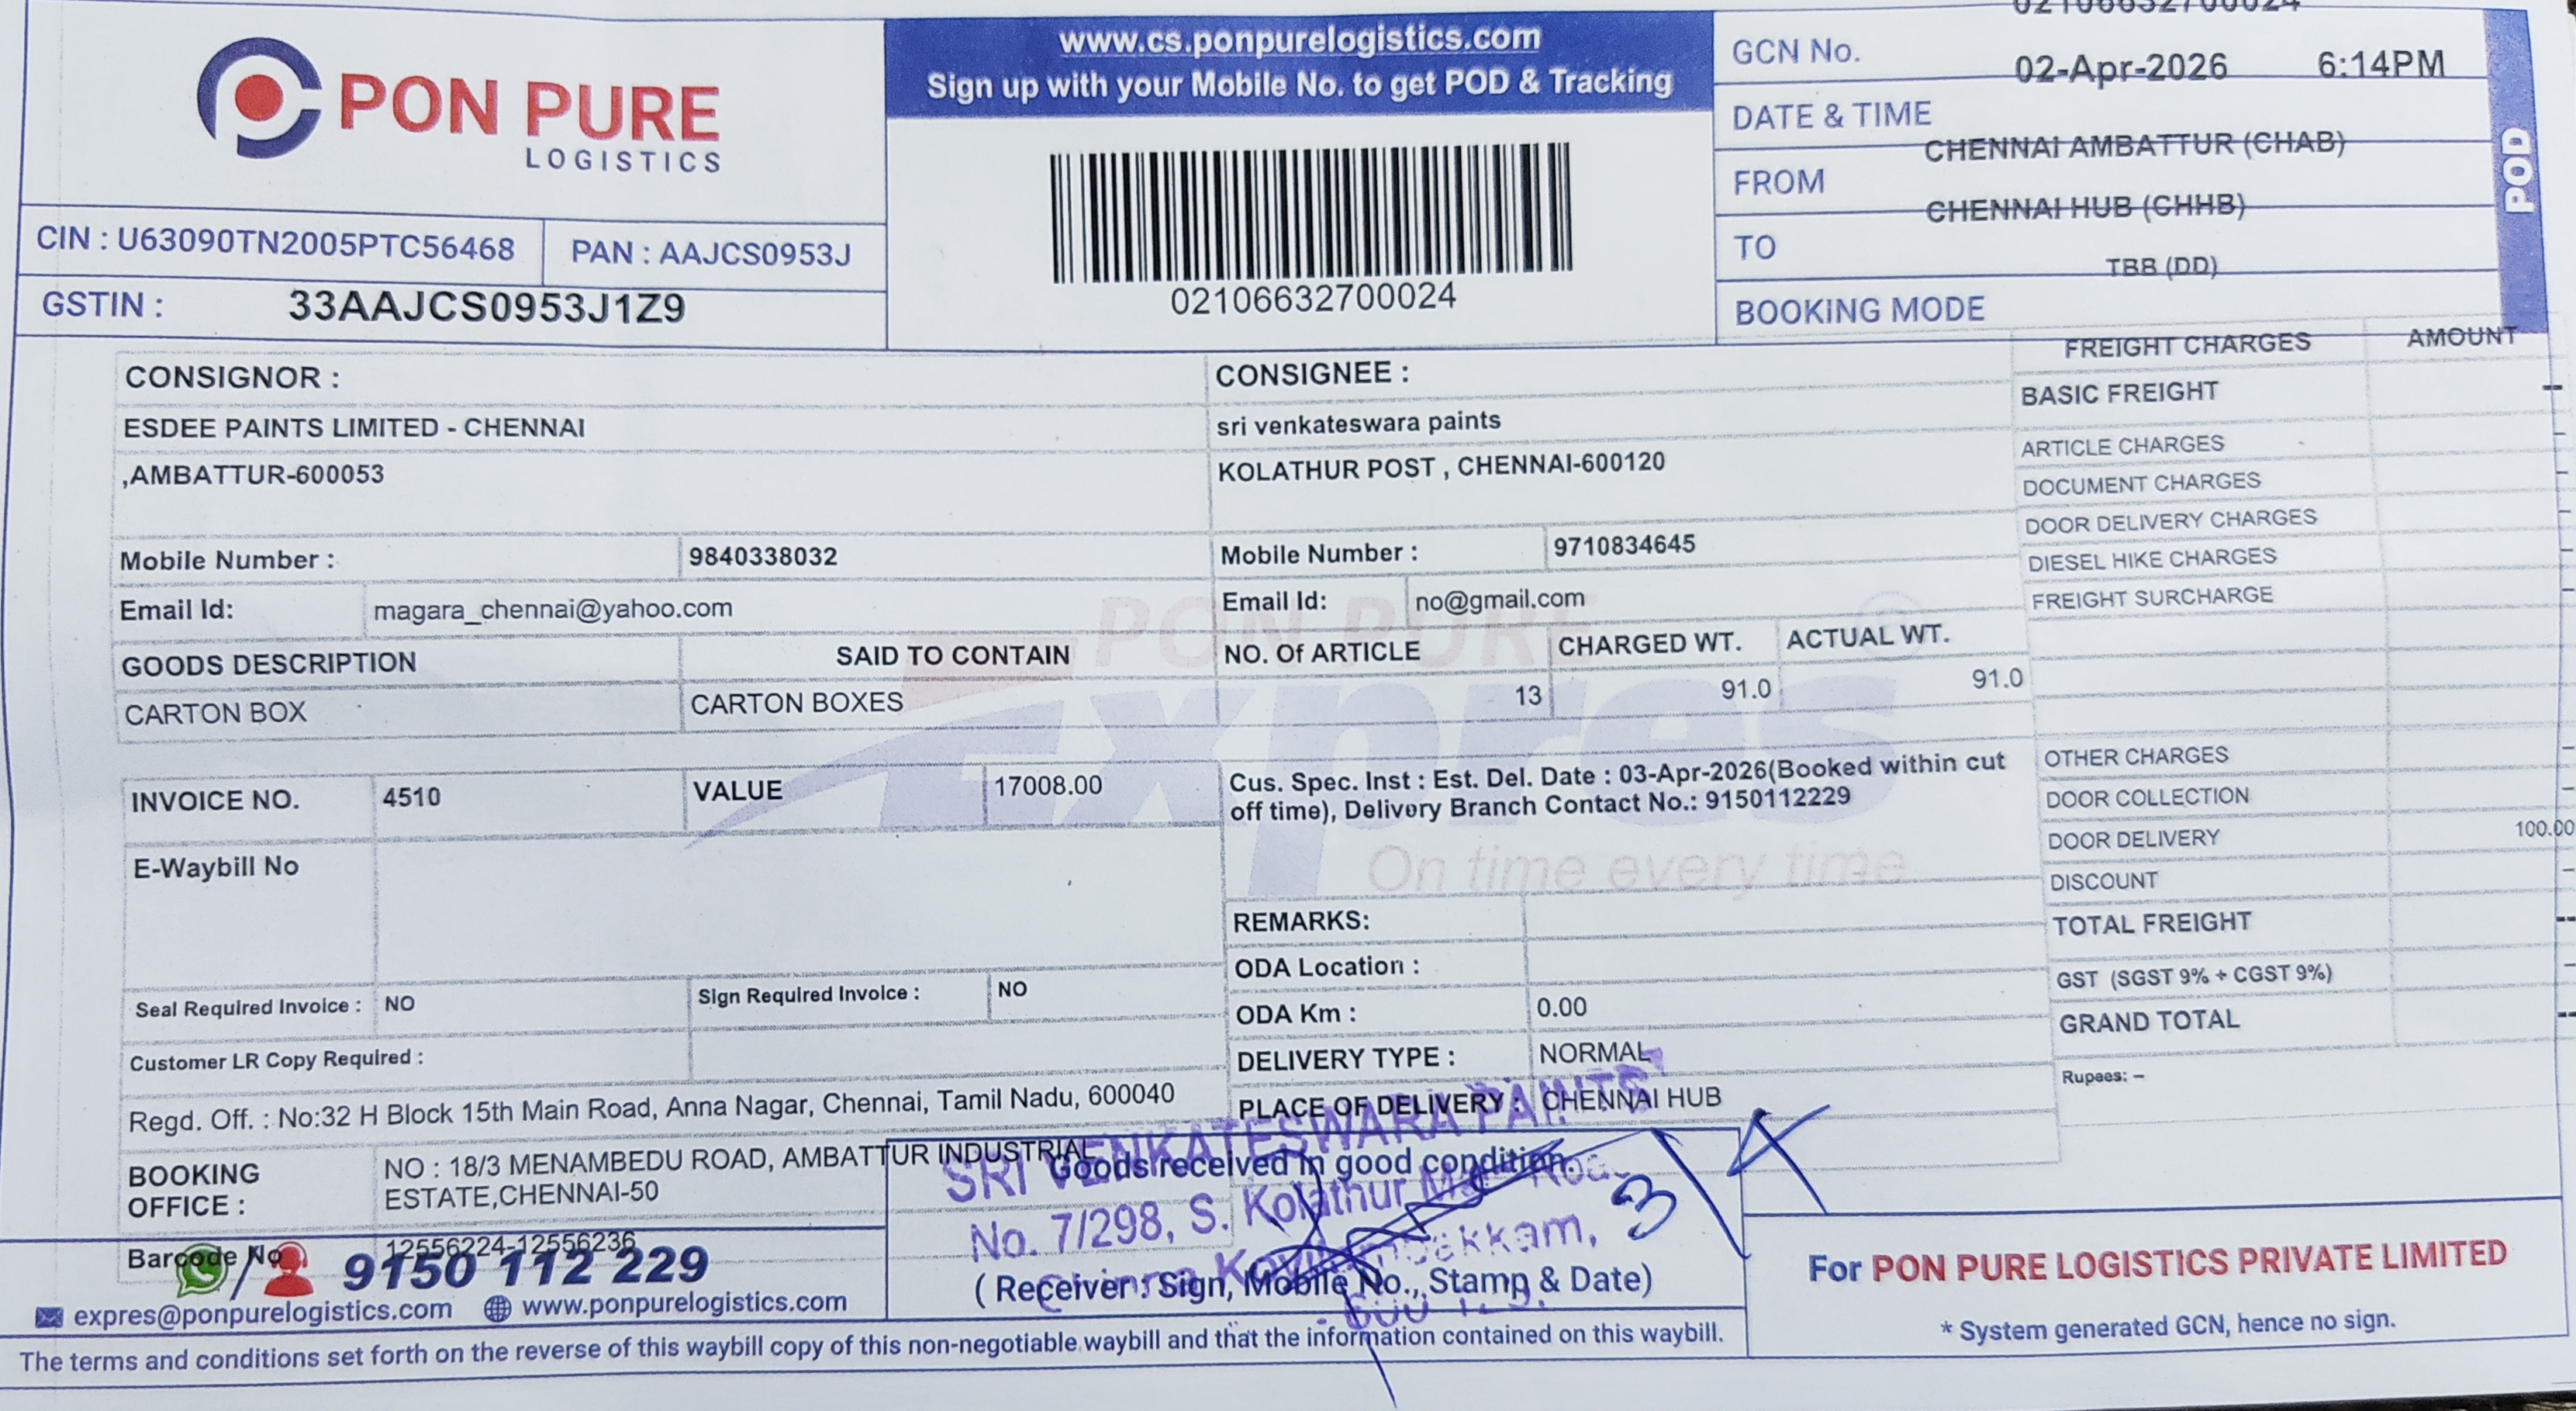 02106632700024
PON PURE
LOGISTICS
www.cs.ponpurelogistics.com
Sign up with your Mobile No. to get POD & Tracking
02106632700024
CIN : U63090TN2005PTC56468
PAN : AAJCS0953J
GSTIN : 33AAJCS0953J1Z9
GCN No.
02-Apr-2026 6:14PM
DATE & TIME
CHENNAI AMBATTUR (CHAB)
FROM
CHENNAI HUB (CHHB)
TO
TBB (DD)
BOOKING MODE
POD
CONSIGNOR :
ESDEE PAINTS LIMITED - CHENNAI
,AMBATTUR-600053
Mobile Number : 9840338032
Email Id: magara_chennai@yahoo.com
CONSIGNEE :
sri venkateswara paints
KOLATHUR POST , CHENNAI-600120
Mobile Number : 9710834645
Email Id: no@gmail.com
GOODS DESCRIPTION SAID TO CONTAIN NO. Of ARTICLE CHARGED WT. ACTUAL WT.
CARTON BOX CARTON BOXES 13 91.0 91.0
PON PURE
Expres
On time every time
INVOICE NO. 4510 VALUE 17008.00
Cus. Spec. Inst : Est. Del. Date : 03-Apr-2026(Booked within cut
off time), Delivery Branch Contact No.: 9150112229
E-Waybill No
REMARKS:
ODA Location :
ODA Km : 0.00
DELIVERY TYPE : NORMAL
PLACE OF DELIVERY : CHENNAI HUB
Seal Required Invoice : NO Sign Required Invoice : NO
Customer LR Copy Required :
Regd. Off. : No:32 H Block 15th Main Road, Anna Nagar, Chennai, Tamil Nadu, 600040
BOOKING
OFFICE :
NO : 18/3 MENAMBEDU ROAD, AMBATTUR INDUSTRIAL
ESTATE,CHENNAI-50
Barcode No 12556224-12556236
9150 112 229
expres@ponpurelogistics.com www.ponpurelogistics.com
FREIGHT CHARGES AMOUNT
BASIC FREIGHT --
ARTICLE CHARGES -
DOCUMENT CHARGES -
DOOR DELIVERY CHARGES -
DIESEL HIKE CHARGES -
FREIGHT SURCHARGE -
OTHER CHARGES -
DOOR COLLECTION -
DOOR DELIVERY 100.00
DISCOUNT -
TOTAL FREIGHT --
GST (SGST 9% + CGST 9%) -
GRAND TOTAL --
Rupees: –
Goods received in good condition.
SRI VENKATESWARA PAINTS
No. 7/298, S. Kolathur Main Road
3/4
( Receiver : Sign, Mobile No., Stamp & Date)
For PON PURE LOGISTICS PRIVATE LIMITED
* System generated GCN, hence no sign.
The terms and conditions set forth on the reverse of this waybill copy of this non-negotiable waybill and that the information contained on this waybill.